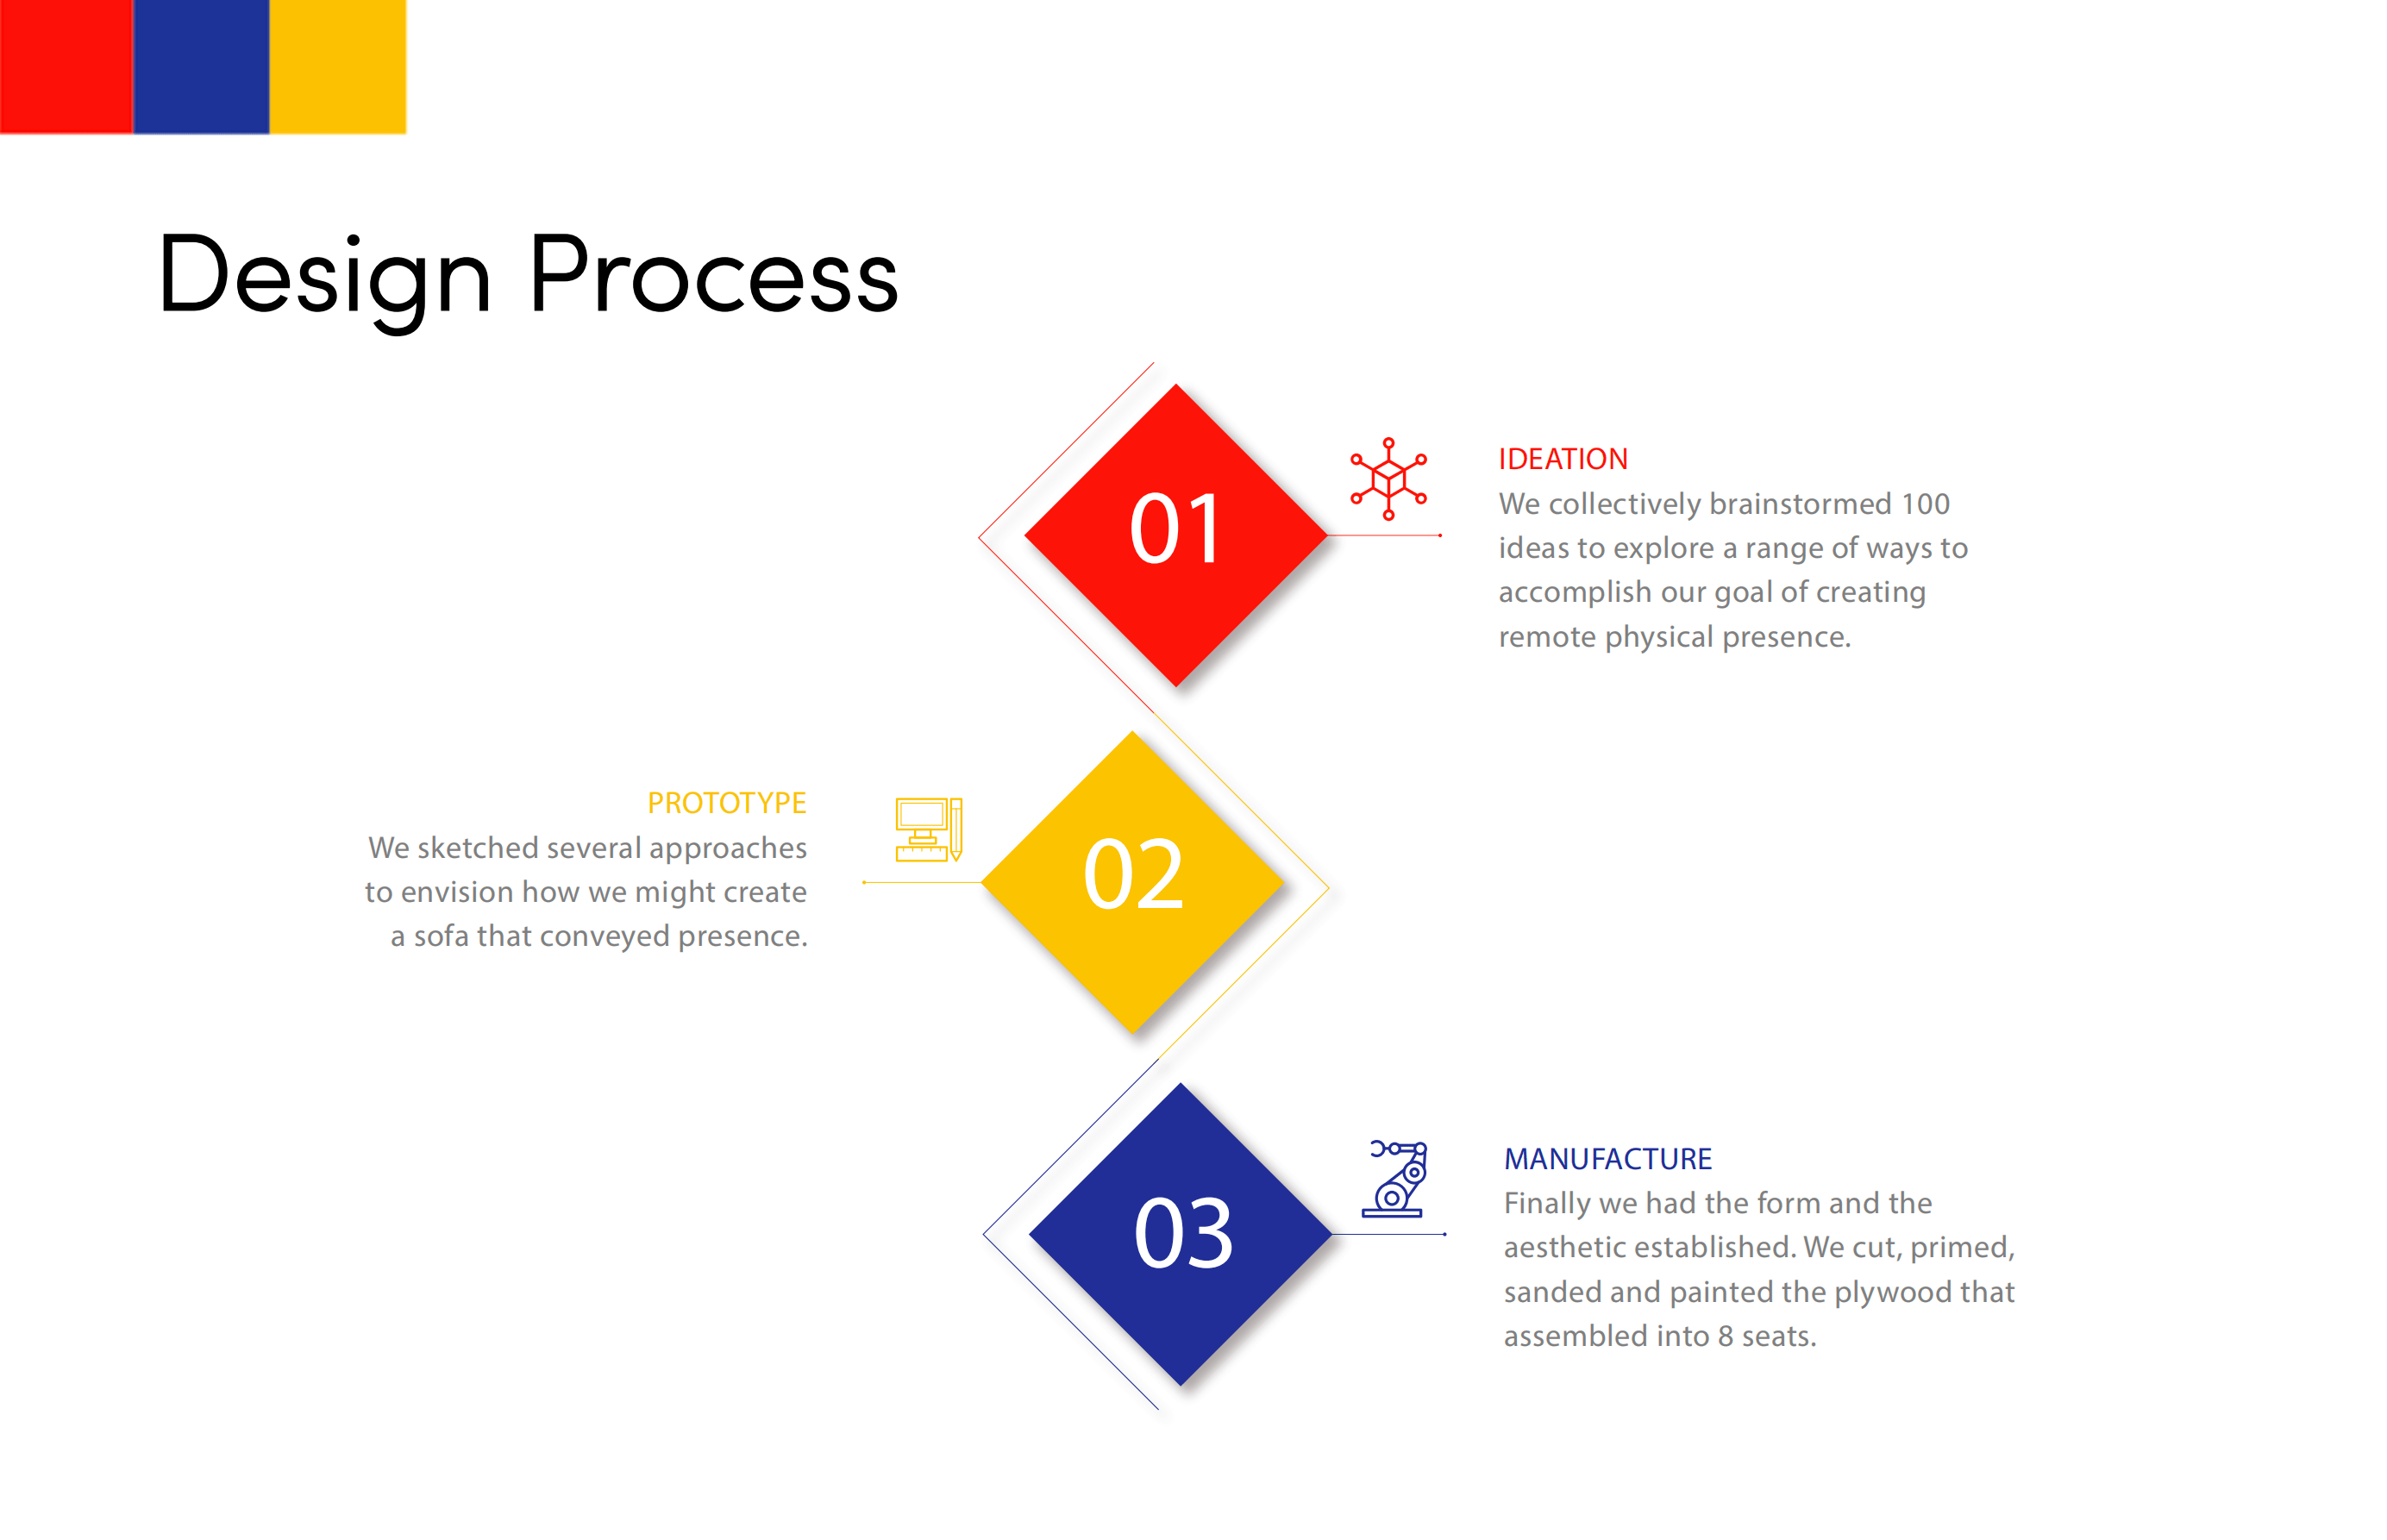 Design Process
01
IDEATION
We collectively brainstormed 100
ideas to explore a range of ways to
accomplish our goal of creating
remote physical presence.
PROTOTYPE
We sketched several approaches
to envision how we might create
a sofa that conveyed presence.
02
03
MANUFACTURE
Finally we had the form and the
aesthetic established. We cut, primed,
sanded and painted the plywood that
assembled into 8 seats.